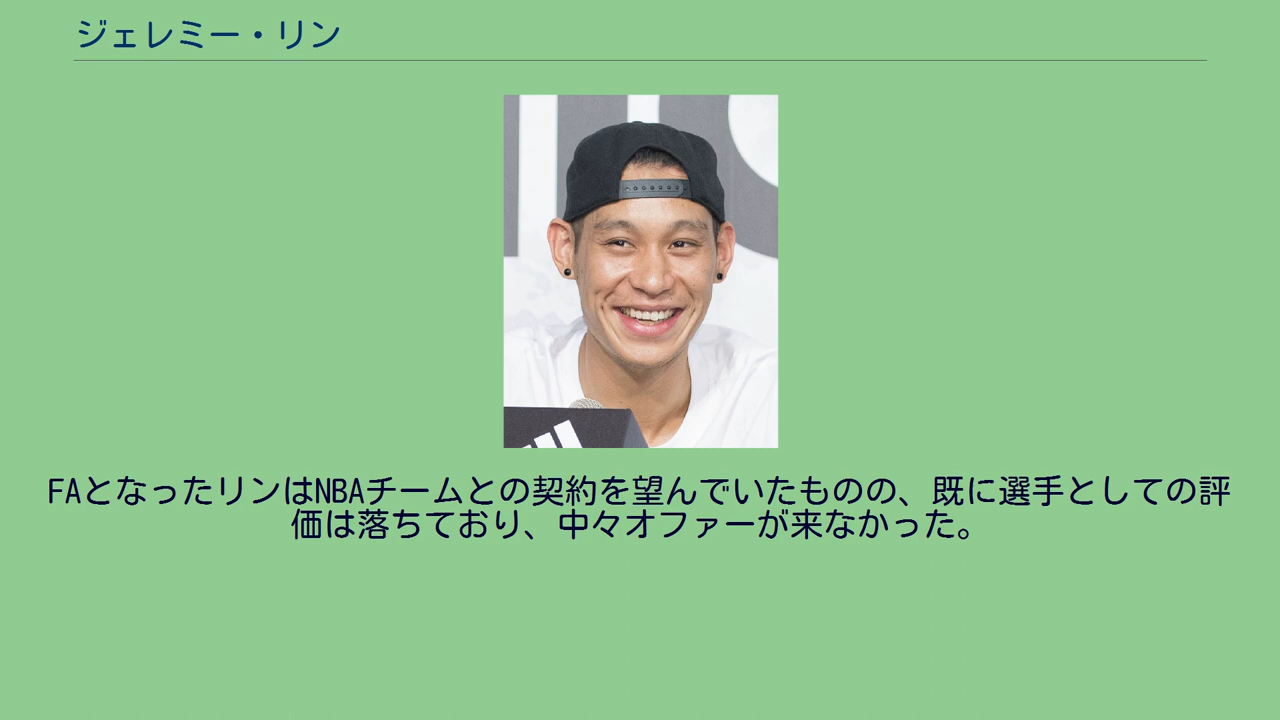 ジェレミー・リン
FAとなったリンはNBAチームとの契約を望んでいたものの、既に選手としての評
価は落ちており、中々オファーが来なかった。